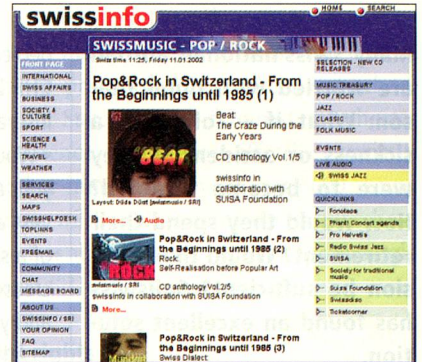 swissinfo
HOME
SEARCH
SWISSMUSIC - POP / ROCK
FRONT PAGE
INTERNATIONAL
SWISS AFFAIRS
BUSINESS
SOCIETY &
CULTURE
SPORT
SCIENCE &
HEALTH
TRAVEL
WEATHER
SERVICES
SEARCH
MAPS
SWISSHELPDESK
TOPLINKS
EVENTS
FREEMAIL
COMMUNITY
CHAT
MESSAGE BOARD
ABOUT US
SWISSINFO / SRI
YOUR OPINION
FAQ
SITEMAP
Swiss time 11:25, Friday 11.01.2002
Pop&Rock in Switzerland - From
the Beginnings until 1985 (1)
BEAT
Beat:
The Craze During the
Early Years
CD anthology Vol. 1/5
swissinfo in
collaboration with
SUISA Foundation
Layout: Dildà Düet [swissmusic / SRI]
More...
Audio
ROCK
swissmusic / SRI
Pop&Rock in Switzerland - From
the Beginnings until 1985 (2)
Rock:
Self-Realisation before Popular Art
CD anthology Vol.2/5
swissinfo in collaboration with SUISA Foundation
More...
Pop&Rock in Switzerland - From
the Beginnings until 1985 (3)
Swiss Dialect
SELECTION - NEW CD
RELEASES
MUSIC TREASURY
POP / ROCK
JAZZ
CLASSIC
FOLK MUSIC
EVENTS
LIVE AUDIO
SWISS JAZZ
QUICKLINKS
Fonoteca
Phant! Concert agenda
Pro Helvetia
Radio Swiss Jazz
SUISA
Society for traditional
music
Suisa Foundation
Swissdisc
Ticketcorner